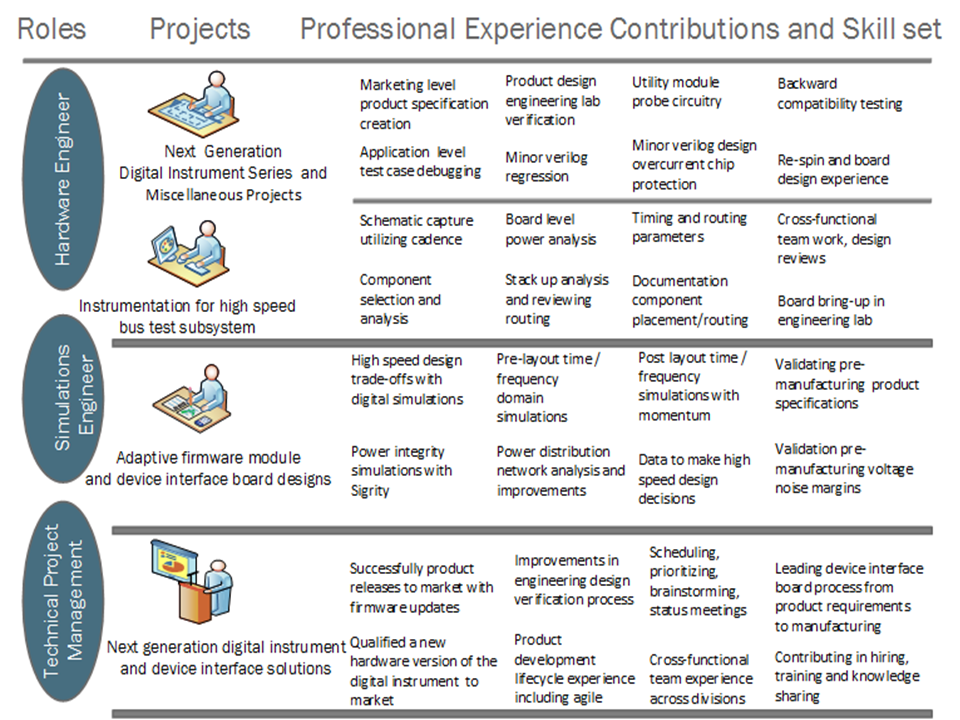 Roles
Projects
Professional Experience Contributions and Skill set
Hardware Engineer
Next Generation
Digital Instrument Series and
Miscellaneous Projects
Marketing level
product specification
creation
Product design
engineering lab
verification
Utility module
probe circuitry
Backward
compatibility testing
Application level
test case debugging
Minor verilog
regression
Minor verilog design
overcurrent chip
protection
Re-spin and board
design experience
Instrumentation for high speed
bus test subsystem
Schematic capture
utilizing cadence
Board level
power analysis
Timing and routing
parameters
Cross-functional
team work, design
reviews
Component
selection and
analysis
Stack up analysis
and reviewing
routing
Documentation
component
placement/routing
Board bring-up in
engineering lab
Simulations
Engineer
Adaptive firmware module
and device interface board designs
High speed design
trade-offs with
digital simulations
Pre-layout time /
frequency
domain
simulations
Post layout time /
frequency
simulations with
momentum
Validating pre-
manufacturing product
specifications
Power integrity
simulations with
Sigrity
Power distribution
network analysis and
improvements
Data to make high
speed design
decisions
Validation pre-
manufacturing voltage
noise margins
Technical Project
Management
Next generation digital instrument
and device interface solutions
Successfully product
releases to market with
firmware updates
Improvements in
engineering design
verification process
Scheduling,
prioritizing,
brainstorming,
status meetings
Leading device interface
board process from
product requirements
to manufacturing
Qualified a new
hardware version of the
digital instrument to
market
Product
development
lifecycle experience
including agile
Cross-functional
team experience
across divisions
Contributing in hiring,
training and knowledge
sharing